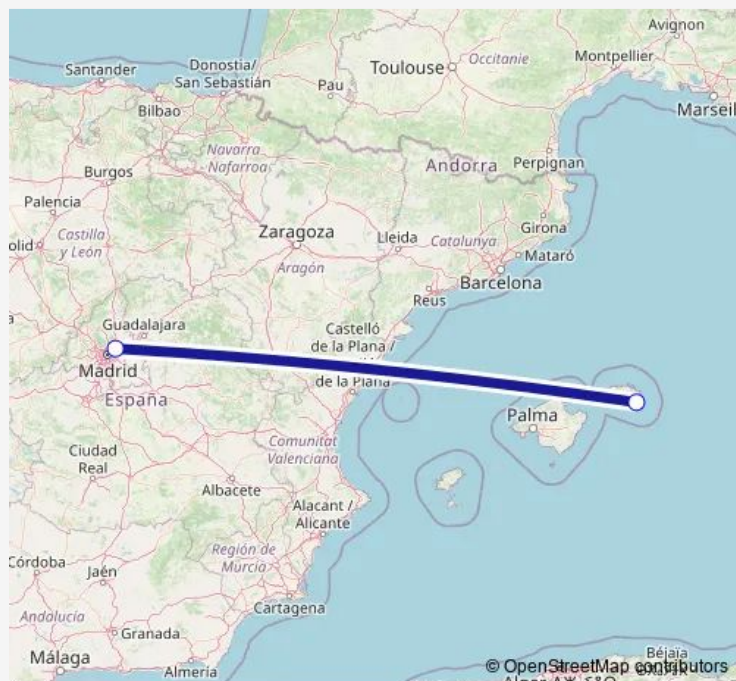 Avignon
Donostia/
San Sebastián
Santander
Toulouse
Occitanie
Montpellier
Bilbao
Pau
Marseil
Navarra
Nafarroa
Andorra
Perpignan
Burgos
Palencia
Castilla
y León
olid
Zaragoza
Aragón
Lleida
Catalunya
Girona
Mataró
Barcelona
Reus
Guadalajara
Castelló
de la Plana /
de la Plana
Madrid
España
Palma
Ciudad
Real
Comunitat
Valenciana
Albacete
Alacant /
Alicante
Región de
Murcia
Córdoba
Jaén
Cartagena
Andalucía
Granada
Málaga
Almería
Béjaïa
© OpenStreetMap contributors